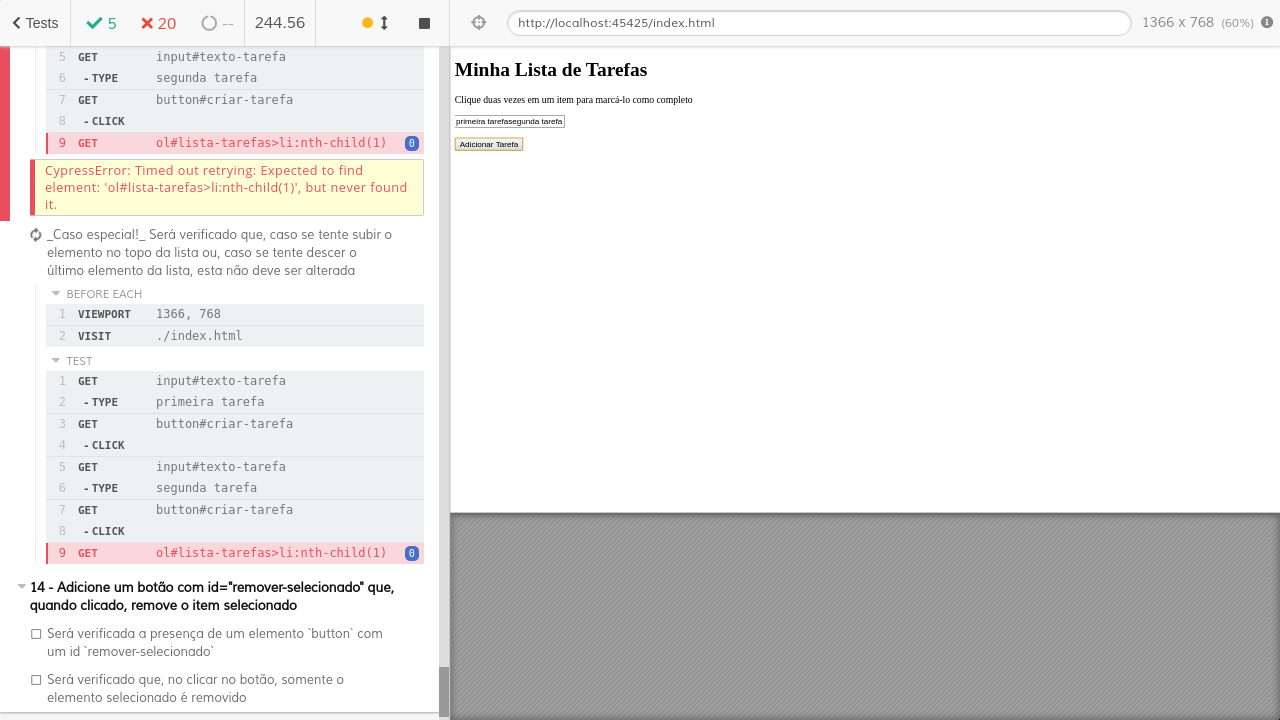 Tests 5 20 -- 244.56
http://localhost:45425/index.html
1366 x 768 (60%)
5 GET input#texto-tarefa
6 -TYPE segunda tarefa
7 GET button#criar-tarefa
8 -CLICK
9 GET ol#lista-tarefas>li:nth-child(1) 0
CypressError: Timed out retrying: Expected to find
element: 'ol#lista-tarefas>li:nth-child(1)', but never found
it.
_Caso especial!_ Será verificado que, caso se tente subir o
elemento no topo da lista ou, caso se tente descer o
último elemento da lista, esta não deve ser alterada
BEFORE EACH
1 VIEWPORT 1366, 768
2 VISIT ./index.html
TEST
1 GET input#texto-tarefa
2 -TYPE primeira tarefa
3 GET button#criar-tarefa
4 -CLICK
5 GET input#texto-tarefa
6 -TYPE segunda tarefa
7 GET button#criar-tarefa
8 -CLICK
9 GET ol#lista-tarefas>li:nth-child(1) 0
14 - Adicione um botão com id="remover-selecionado" que,
quando clicado, remove o item selecionado
Será verificada a presença de um elemento `button` com
um id `remover-selecionado`
Será verificado que, no clicar no botão, somente o
elemento selecionado é removido
Minha Lista de Tarefas
Clique duas vezes em um item para marcá-lo como completo
primeira tarefasegunda tarefa
Adicionar Tarefa